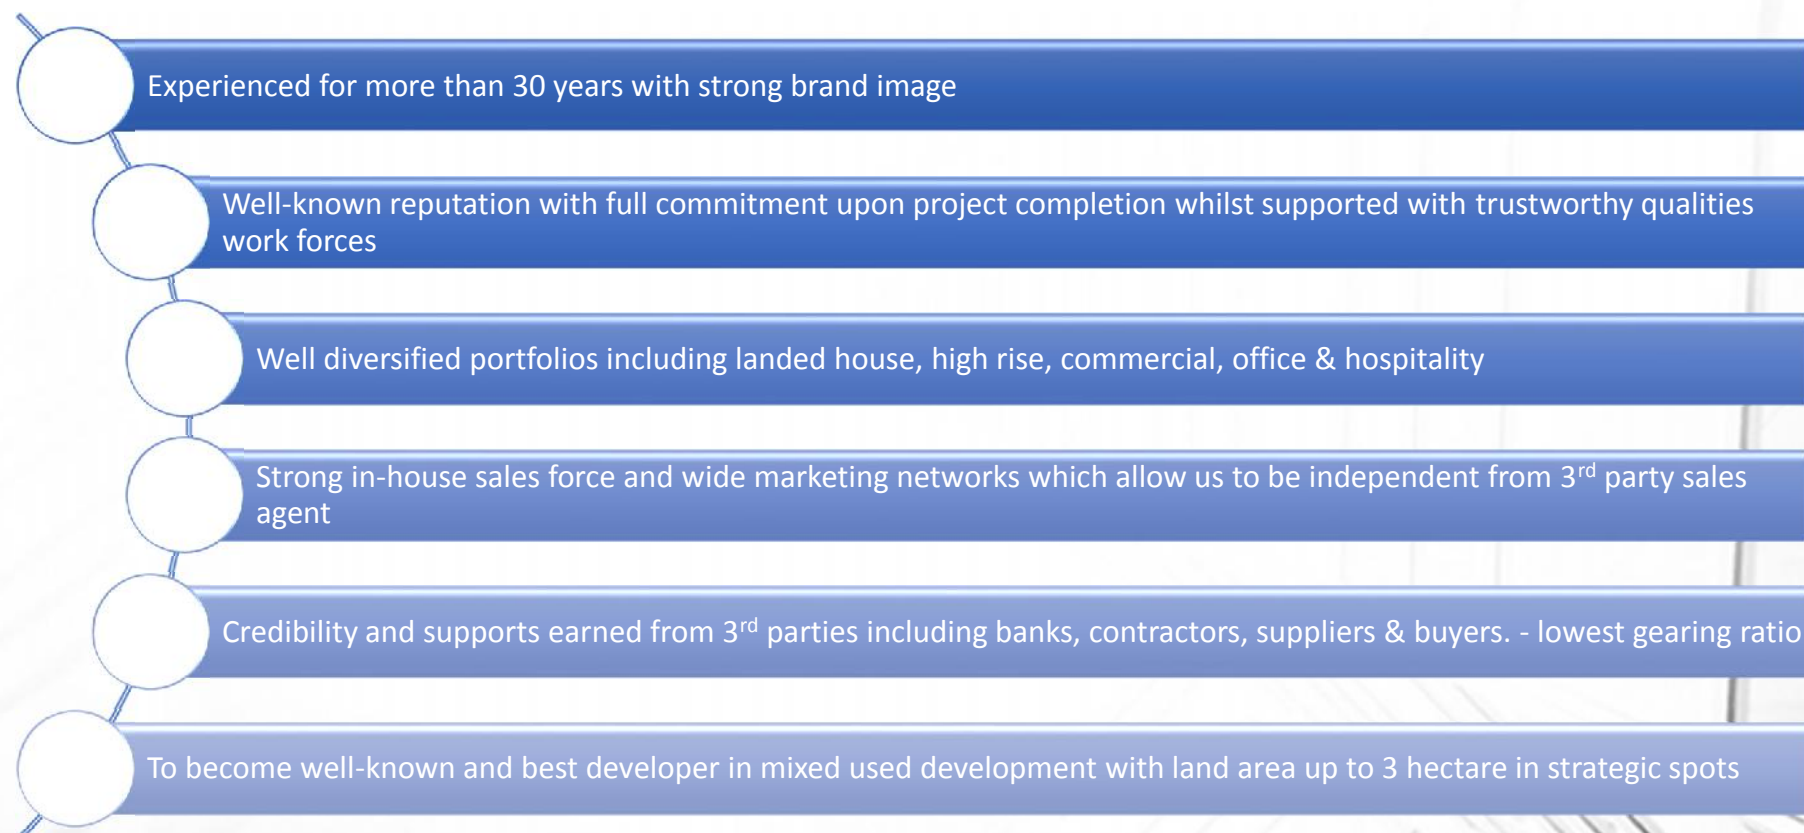 Experienced for more than 30 years with strong brand image
Well-known reputation with full commitment upon project completion whilst supported with trustworthy qualities
work forces
Well diversified portfolios including landed house, high rise, commercial, office & hospitality
Strong in-house sales force and wide marketing networks which allow us to be independent from 3rd party sales
agent
Credibility and supports earned from 3rd parties including banks, contractors, suppliers & buyers. - lowest gearing ratio
To become well-known and best developer in mixed used development with land area up to 3 hectare in strategic spots